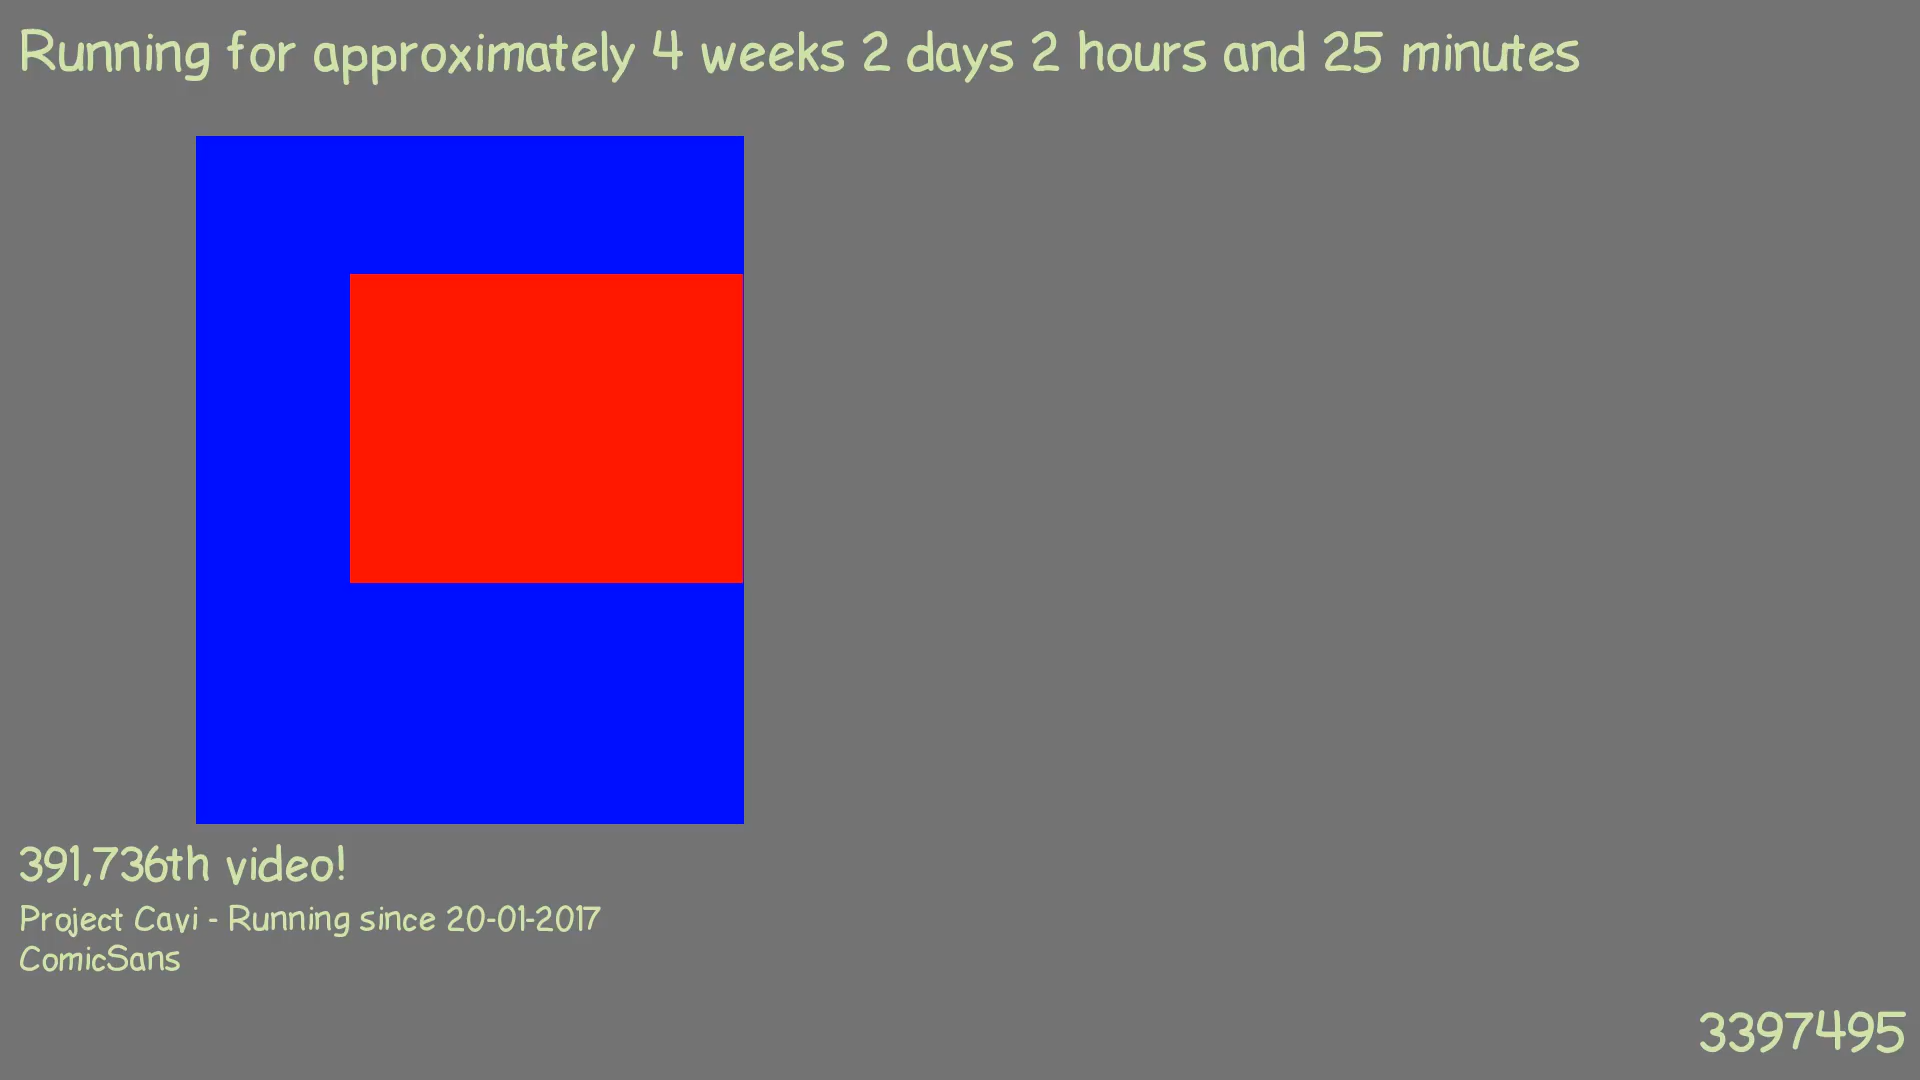 Running for approximately 4 weeks 2 days 2 hours and 25 minutes
391,736th video!
Project Cavi - Running since 20-01-2017
ComicSans
3397495